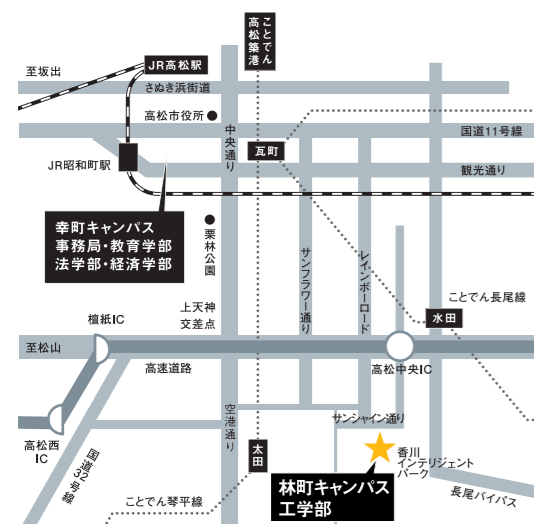 ことでん
高松築港
JR高松駅
至坂出
さぬき浜街道
高松市役所
中央通り
国道11号線
瓦町
JR昭和町駅
観光通り
幸町キャンパス
事務局・教育学部
法学部・経済学部
栗林公園
サンフラワー通り
レインボーロード
ことでん長尾線
上天神
交差点
檀紙IC
水田
至松山
高速道路
高松中央IC
空港通り
サンシャイン通り
高松西
IC
国道32号線
太田
香川
インテリジェント
パーク
林町キャンパス
工学部
長尾バイパス
ことでん琴平線